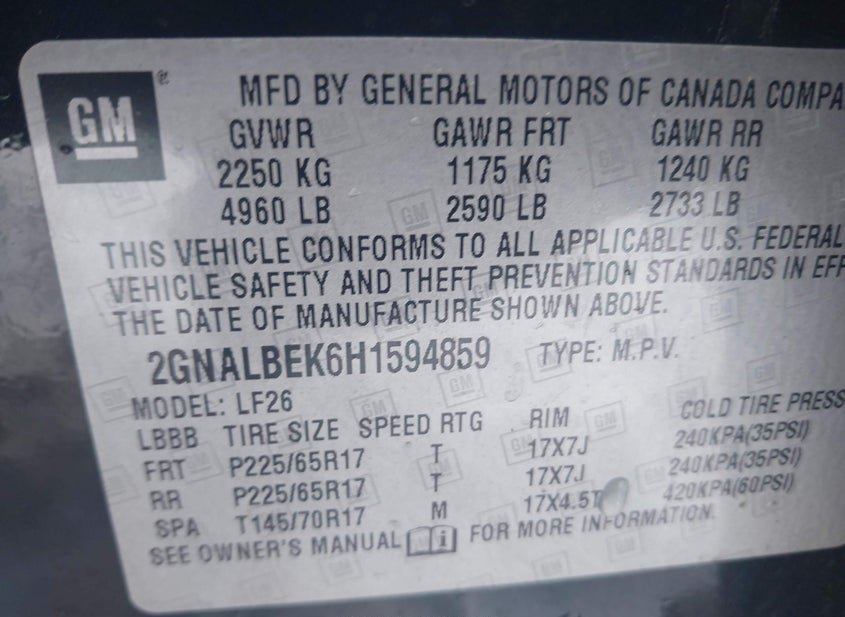 GM ®
MFD BY GENERAL MOTORS OF CANADA COMPA
GVWR GAWR FRT GAWR RR
2250 KG 1175 KG 1240 KG
4960 LB 2590 LB 2733 LB
THIS VEHICLE CONFORMS TO ALL APPLICABLE U.S. FEDERAL
VEHICLE SAFETY AND THEFT PREVENTION STANDARDS IN EFF
THE DATE OF MANUFACTURE SHOWN ABOVE.
2GNALBEK6H1594859 TYPE: M.P.V.
MODEL: LF26
LBBB TIRE SIZE SPEED RTG RIM COLD TIRE PRESS
FRT P225/65R17 T 17X7J 240KPA(35PSI)
RR P225/65R17 T 17X7J 240KPA(35PSI)
SPA T145/70R17 M 17X4.5T 420KPA(60PSI)
SEE OWNER'S MANUAL i FOR MORE INFORMATION